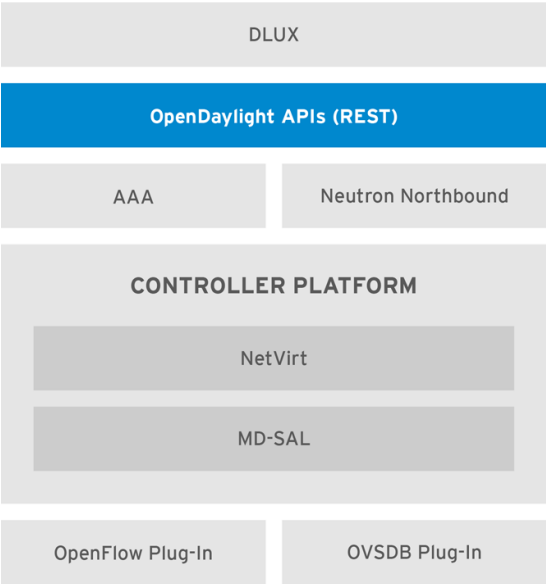 DLUX
OpenDaylight APIs (REST)
AAA
Neutron Northbound
CONTROLLER PLATFORM
NetVirt
MD-SAL
OpenFlow Plug-In
OVSDB Plug-In